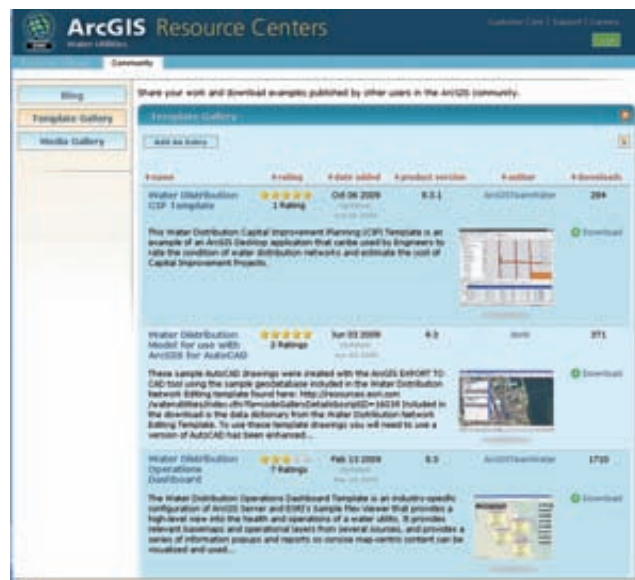 ArcGIS Resource Centers
Water Utilities
Customer Care | Support | Careers
Community
Blog
Template Gallery
Media Gallery
Share your work and download examples published by other users in the ArcGIS community.
Template Gallery
Add An Entry
name rating date added product version author downloads
Water Distribution CIP Template
1 Rating
Oct 06 2009
9.3.1
ArcGISTeamWater
284
Download
This Water Distribution Capital Improvement Planning (CIP) Template is an
example of an ArcGIS Desktop application that can be used by Engineers to
rate the condition of water distribution networks and estimate the cost of
Capital Improvement Projects.
Water Distribution
Model for use with
ArcGIS for AutoCAD
2 Ratings
Jun 03 2009
9.3
371
Download
These sample AutoCAD drawings were created with the ArcGIS EXPORT TO
CAD tool using the sample geodatabase included in the Water Distribution
Network Editing template found here: Included in
the download is the data dictionary from the Water Distribution Network
Editing Template. To use these template drawings you will need to use a
version of AutoCAD has been enhanced...
Water Distribution
Operations
Dashboard
7 Ratings
Feb 13 2009
9.3
ArcGISTeamWater
1710
Download
The Water Distribution Operations Dashboard Template is an industry-specific
configuration of ArcGIS Server and ESRI's Sample Flex Viewer that provides a
high-level view into the health and operations of a water utility. It provides
relevant basemaps and operational layers from several sources, and provides a
series of information popups and reports so concise map-centric content can be
visualized and used...